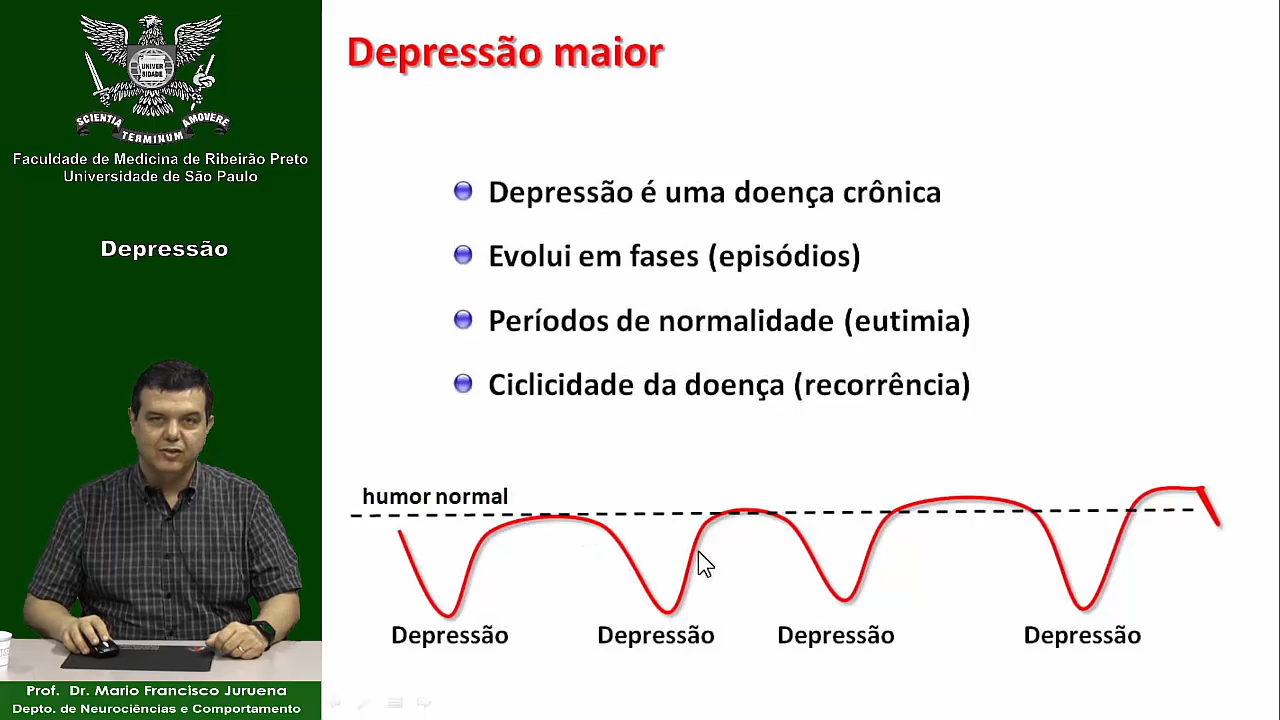 UNIVER
SIDADE
SCIENTIA
AMOVERE
TERMINUM
Faculdade de Medicina de Ribeirão Preto
Universidade de São Paulo
Depressão
Prof. Dr. Mario Francisco Juruena
Depto. de Neurociências e Comportamento
Depressão maior
Depressão é uma doença crônica
Evolui em fases (episódios)
Períodos de normalidade (eutimia)
Ciclicidade da doença (recorrência)
humor normal
Depressão Depressão Depressão Depressão